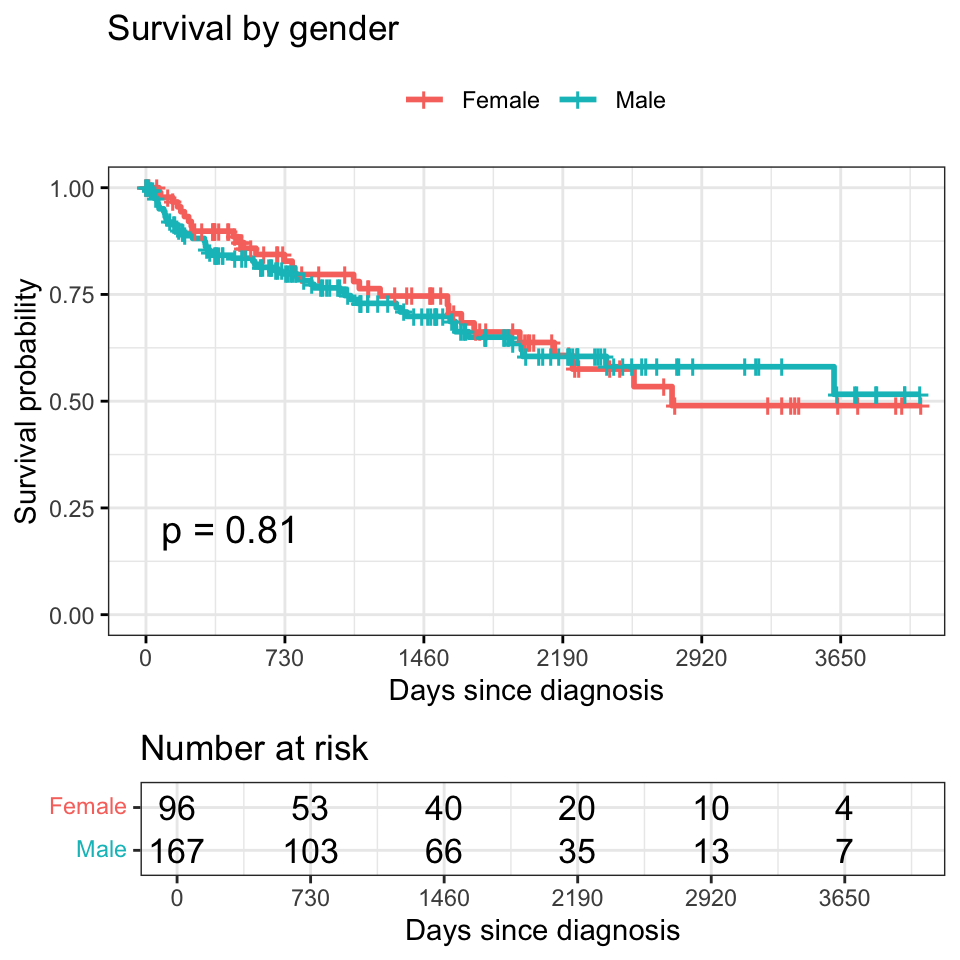 Survival by gender
Female Male
Survival probability
1.00
0.75
0.50
0.25
0.00
p = 0.81
0 730 1460 2190 2920 3650
Days since diagnosis
Number at risk
Female 96 53 40 20 10 4
Male 167 103 66 35 13 7
0 730 1460 2190 2920 3650
Days since diagnosis